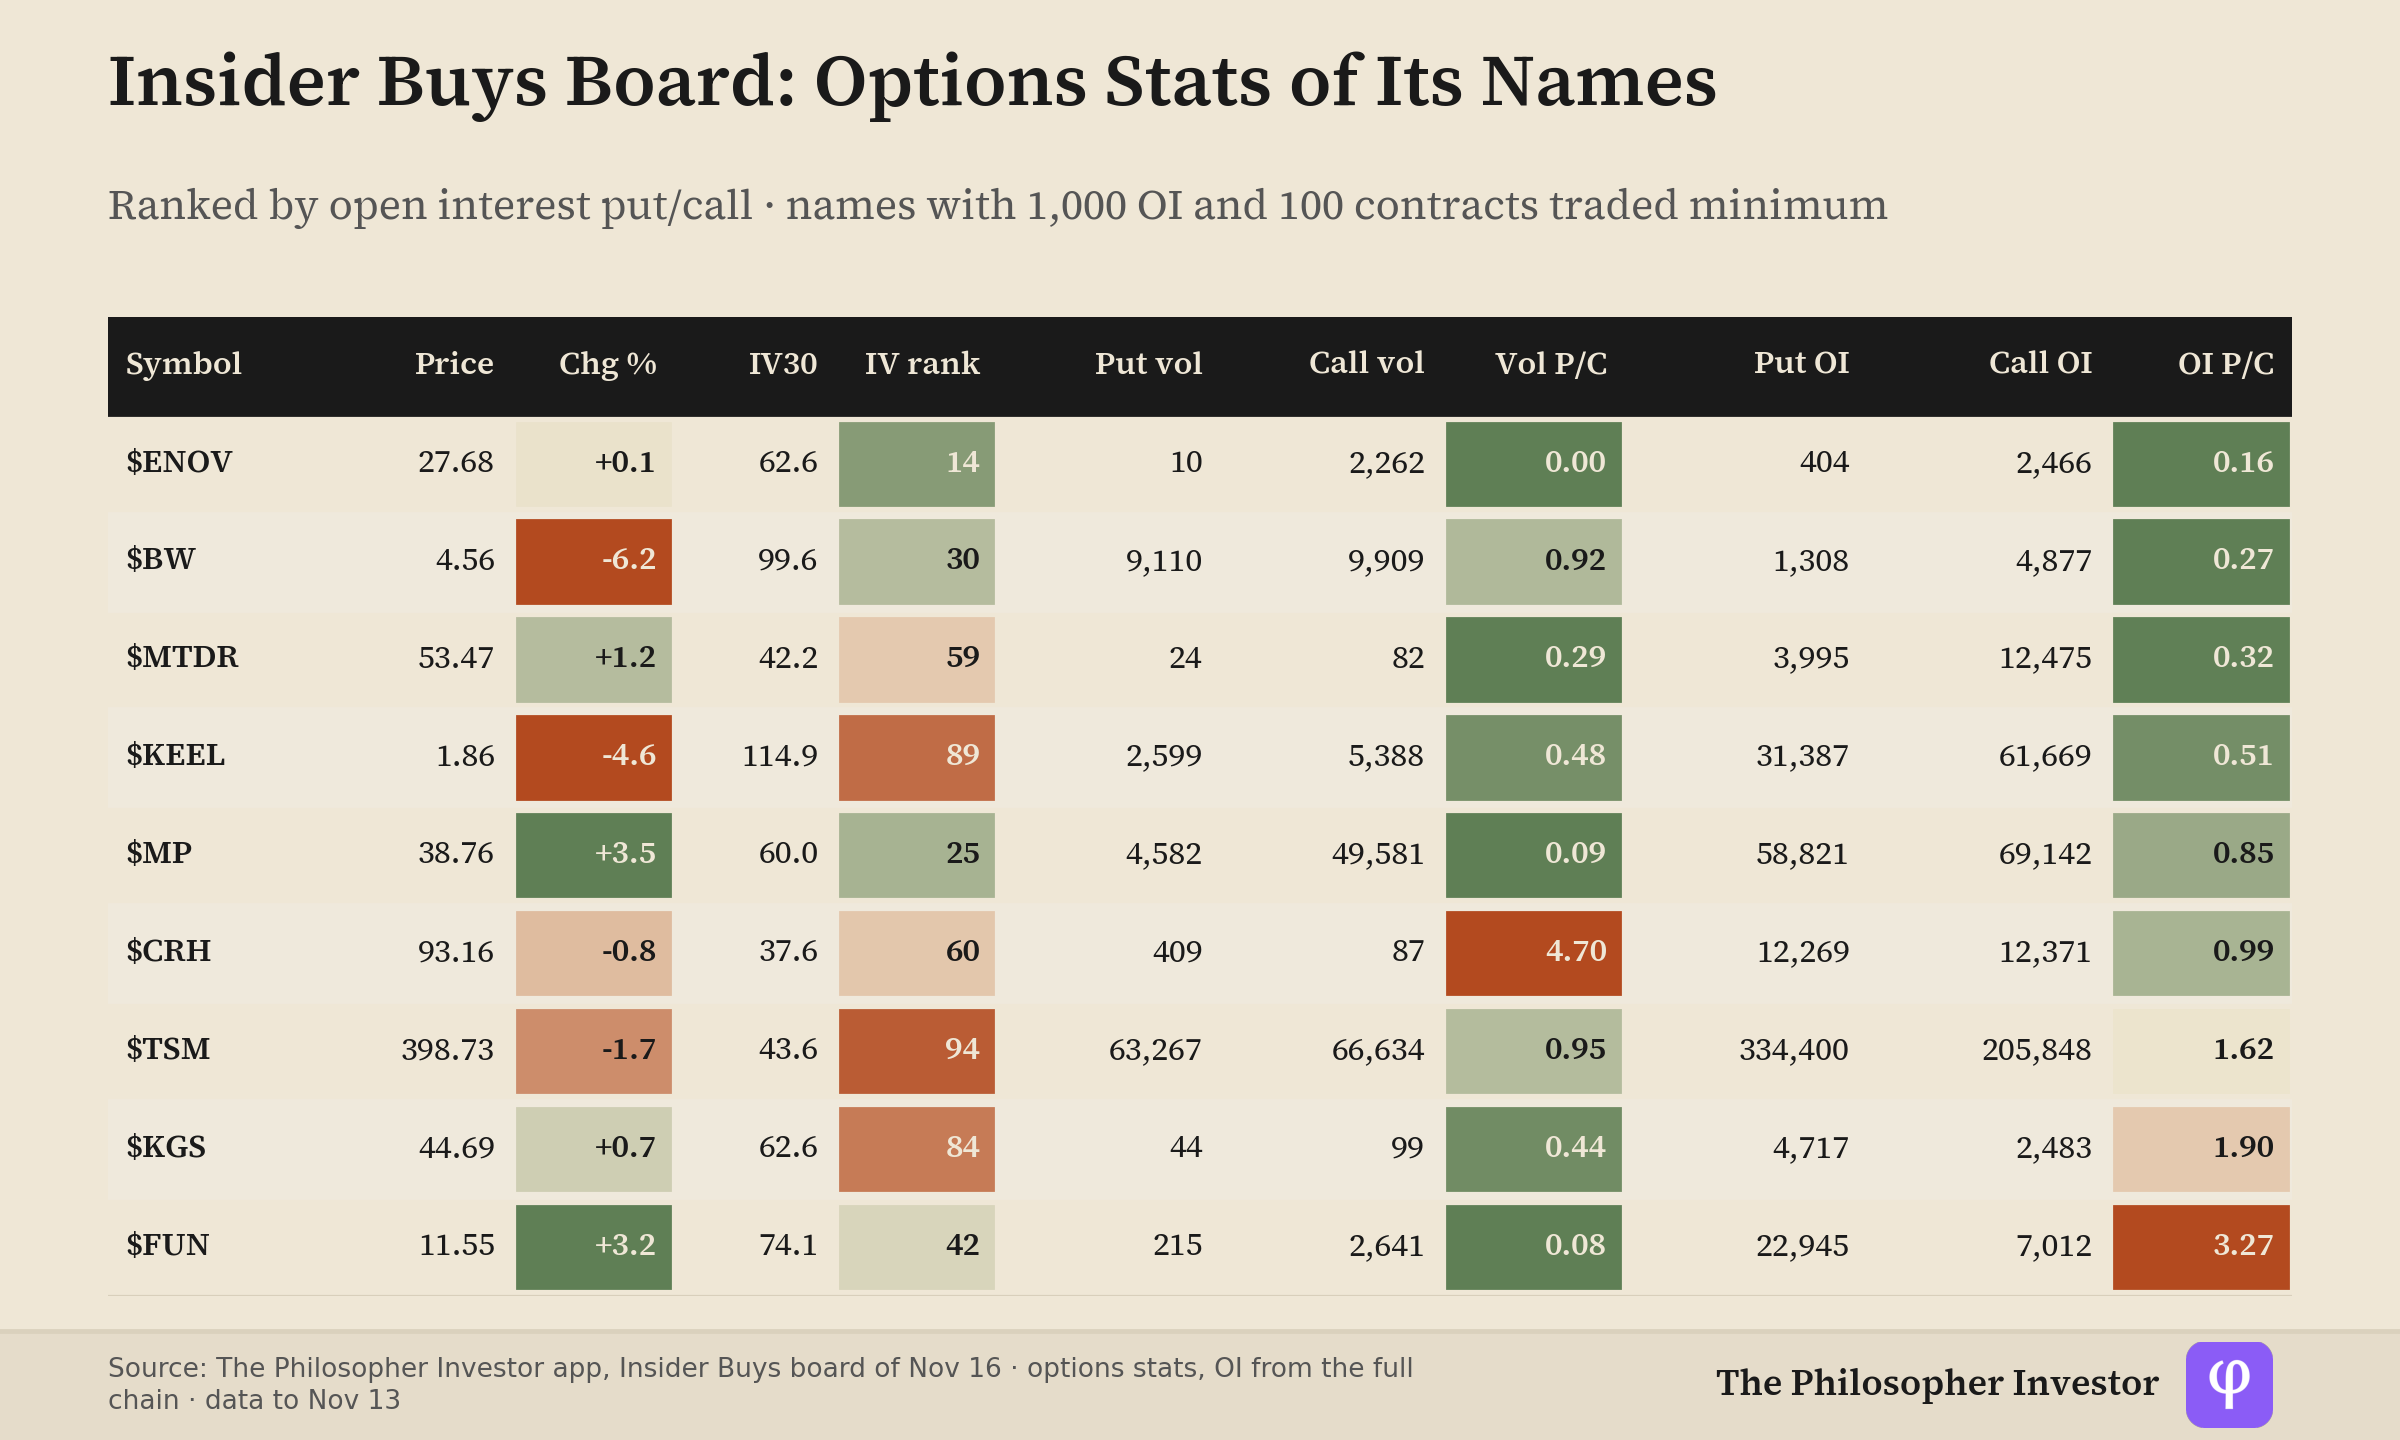 Insider Buys Board: Options Stats of Its Names
Ranked by open interest put/call · names with 1,000 OI and 100 contracts traded minimum
Symbol Price Chg % IV30 IV rank Put vol Call vol Vol P/C Put OI Call OI OI P/C
$ENOV 27.68 +0.1 62.6 14 10 2,262 0.00 404 2,466 0.16
$BW 4.56 -6.2 99.6 30 9,110 9,909 0.92 1,308 4,877 0.27
$MTDR 53.47 +1.2 42.2 59 24 82 0.29 3,995 12,475 0.32
$KEEL 1.86 -4.6 114.9 89 2,599 5,388 0.48 31,387 61,669 0.51
$MP 38.76 +3.5 60.0 25 4,582 49,581 0.09 58,821 69,142 0.85
$CRH 93.16 -0.8 37.6 60 409 87 4.70 12,269 12,371 0.99
$TSM 398.73 -1.7 43.6 94 63,267 66,634 0.95 334,400 205,848 1.62
$KGS 44.69 +0.7 62.6 84 44 99 0.44 4,717 2,483 1.90
$FUN 11.55 +3.2 74.1 42 215 2,641 0.08 22,945 7,012 3.27
Source: The Philosopher Investor app, Insider Buys board of Nov 16 · options stats, OI from the full
chain · data to Nov 13
The Philosopher Investor φ